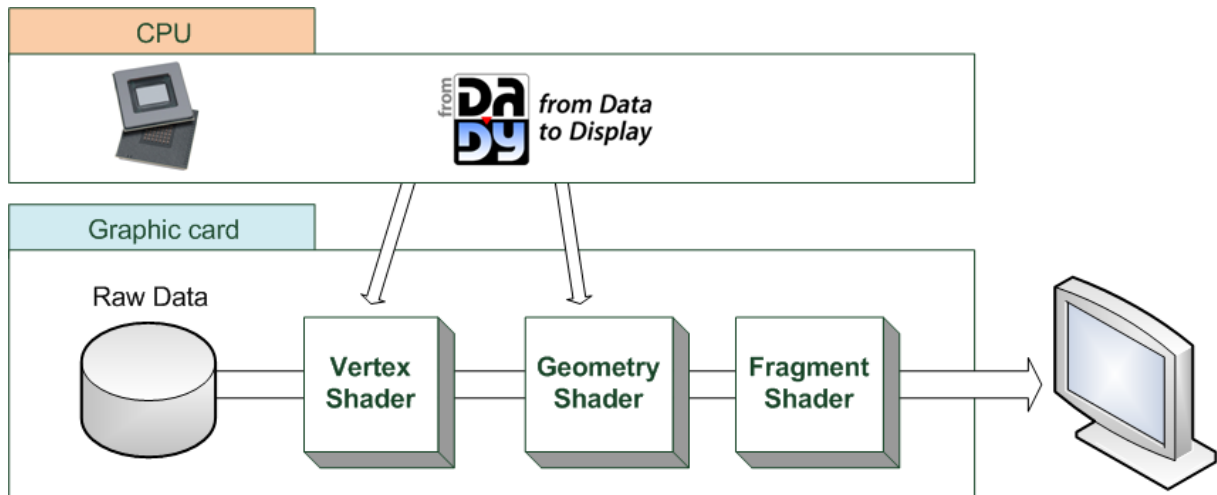 CPU
from
DaDy
from Data
to Display
Graphic card
Raw Data
Vertex
Shader
Geometry
Shader
Fragment
Shader